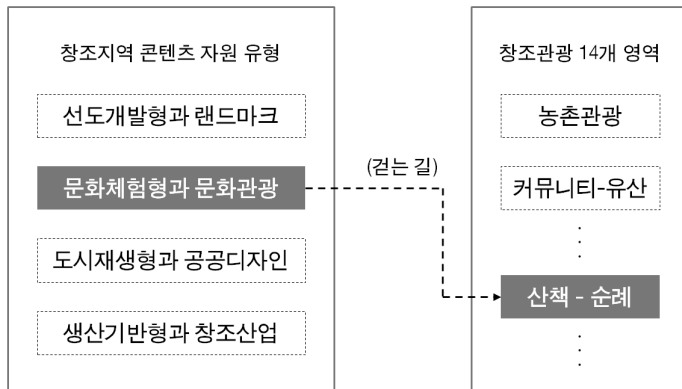 창조지역 콘텐츠 자원 유형
선도개발형과 랜드마크
문화체험형과 문화관광
도시재생형과 공공디자인
생산기반형과 창조산업
(걷는 길)
창조관광 14개 영역
농촌관광
커뮤니티-유산
산책 - 순례